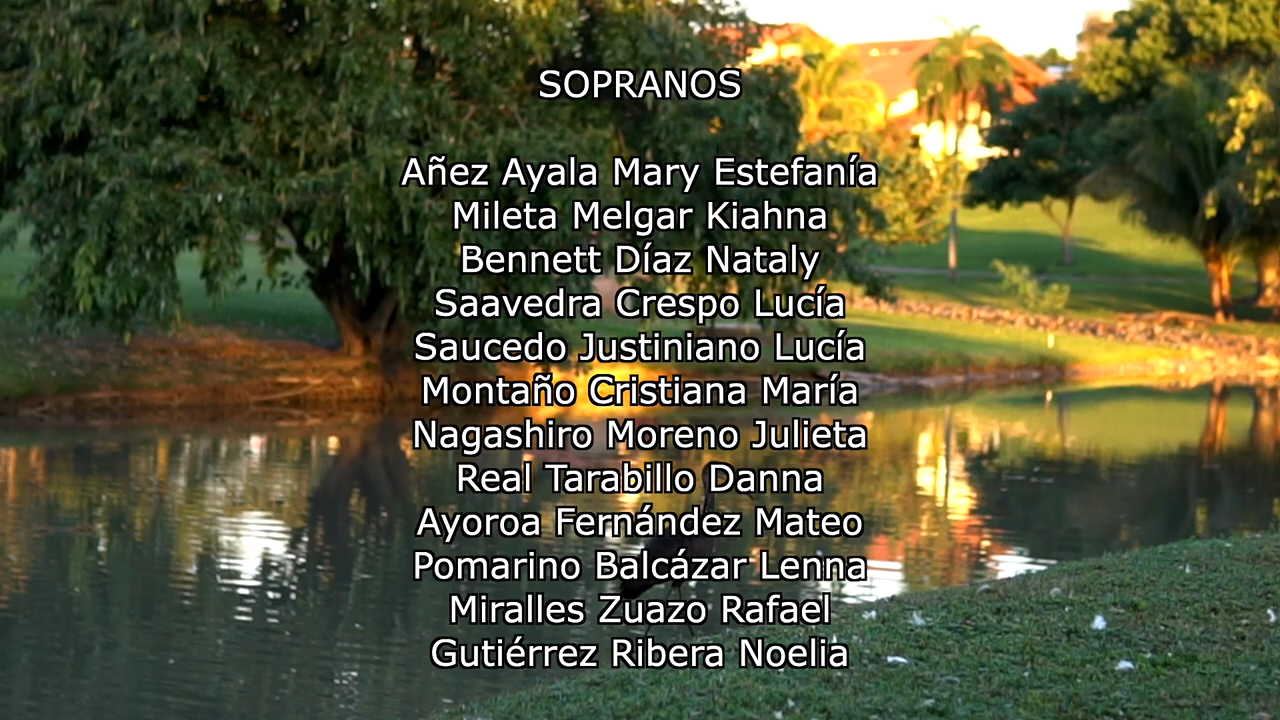 SOPRANOS
Añez Ayala Mary Estefanía
Mileta Melgar Kiahna
Bennett Díaz Nataly
Saavedra Crespo Lucía
Saucedo Justiniano Lucía
Montaño Cristiana María
Nagashiro Moreno Julieta
Real Tarabillo Danna
Ayoroa Fernández Mateo
Pomarino Balcázar Lenna
Miralles Zuazo Rafael
Gutiérrez Ribera Noelia